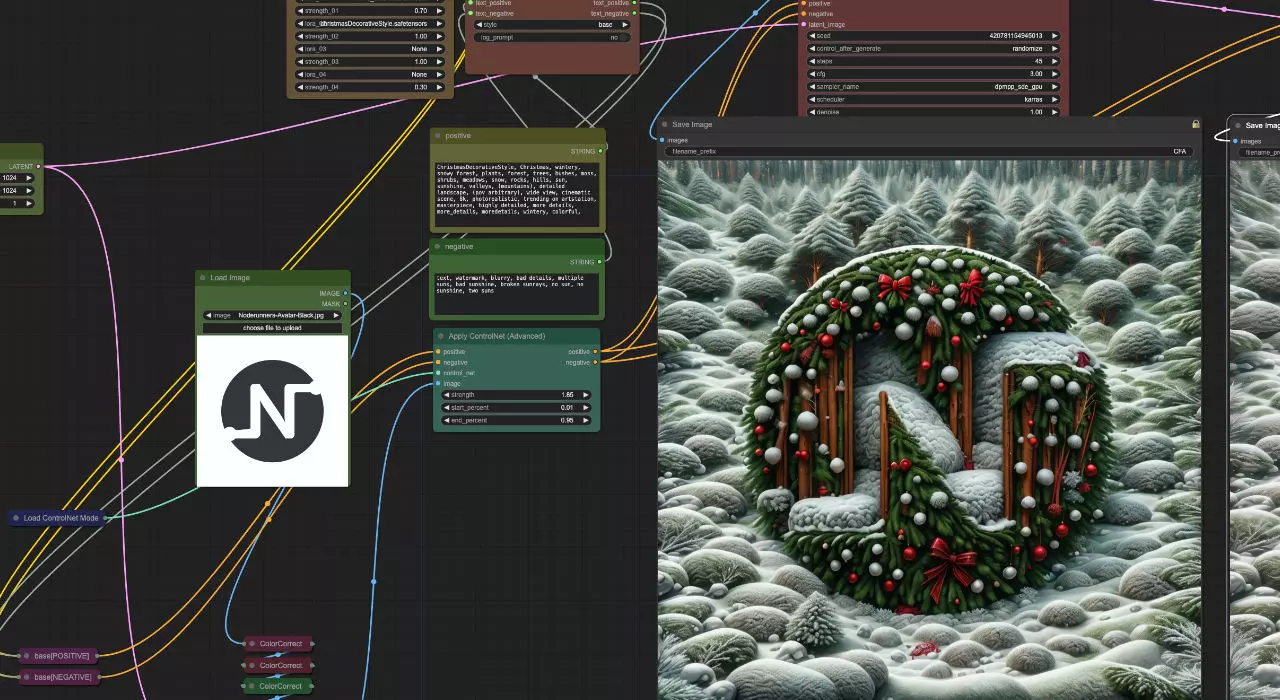 strength_01 0.70
lora_02 ChristmasDecorativeStyle.safetensors
strength_02 1.00
lora_03 None
strength_03 1.00
lora_04 None
strength_04 0.30
text_positive text_positive
text_negative text_negative
style base
log_prompt no
positive
negative
latent_image
seed 420781154945013
control_after_generate randomize
steps 45
cfg 3.00
sampler_name dpmpp_sde_gpu
scheduler karras
denoise 1.00
LATENT
1024
1024
1
positive
STRING
ChristmasDecorativeStyle, Christmas, wintery,
snowy forest, plants, forest, trees, bushes, moss,
shrubs, meadows, snow, rocks, hills, sun,
sunshine, valleys, (mountains), detailed
landscape, (pov arbitrary), wide view, cinematic
scene, 8k, photorealistic, trending on artstation,
masterpiece, highly detailed, more details,
more_details, moredetails, wintery, colorful,
negative
STRING
text, watermark, blurry, bad details, multiple
suns, bad sunshine, broken sunrays, no sur, no
sunshine, two suns
Load Image
IMAGE
MASK
image Noderunners-Avatar-Black.jpg
choose file to upload
N
Apply ControlNet (Advanced)
positive positive
negative negative
control_net
image
strength 1.85
start_percent 0.01
end_percent 0.95
Load ControlNet Mode
base[POSITIVE]
base[NEGATIVE]
ColorCorrect
ColorCorrect
ColorCorrect
Save Image
images
filename_prefix CFA
Save Imag
images
filename_pre